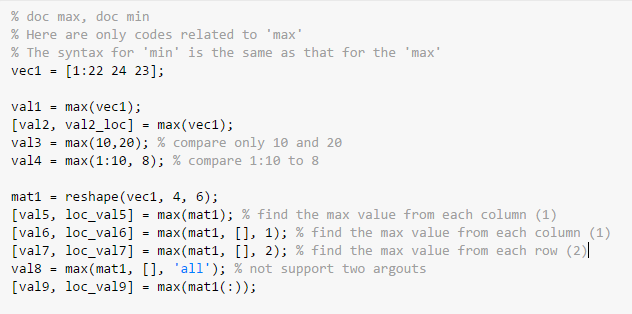 % doc max, doc min
% Here are only codes related to 'max'
% The syntax for 'min' is the same as that for the 'max'
vec1 = [1:22 24 23];
val1 = max(vec1);
[val2, val2_loc] = max(vec1);
val3 = max(10,20); % compare only 10 and 20
val4 = max(1:10, 8); % compare 1:10 to 8
mat1 = reshape(vec1, 4, 6);
[val5, loc_val5] = max(mat1); % find the max value from each column (1)
[val6, loc_val6] = max(mat1, [], 1); % find the max value from each column (1)
[val7, loc_val7] = max(mat1, [], 2); % find the max value from each row (2)
val8 = max(mat1, [], 'all'); % not support two argouts
[val9, loc_val9] = max(mat1(:));